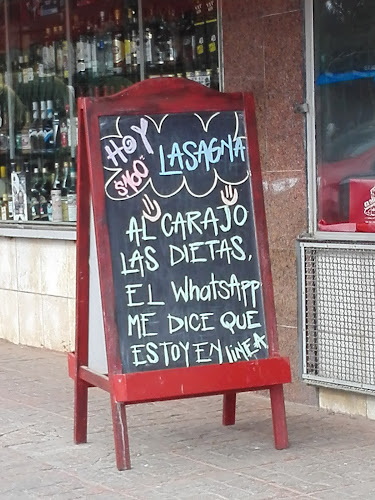 HOY
$160
LASAGNA
AL CARAJO
LAS DIETAS,
EL WhatsApp
ME DICE QUE
ESTOY EN linEA